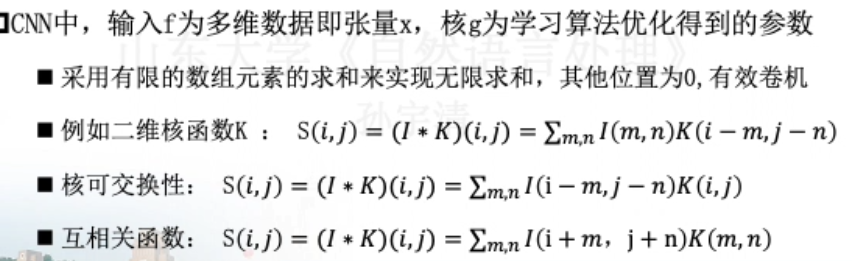 CNN中，输入f为多维数据即张量x，核g为学习算法优化得到的参数
采用有限的数组元素的求和来实现无限求和，其他位置为0,有效卷机
例如二维核函数K ： S(i,j) = (I * K)(i,j) = ∑m,n I(m,n)K(i − m,j − n)
核可交换性： S(i,j) = (I * K)(i,j) = ∑m,n I(i − m,j − n)K(i,j)
互相关函数： S(i,j) = (I * K)(i,j) = ∑m,n I(i + m，j + n)K(m,n)
山东大学《自然语言处理》
孙宇清